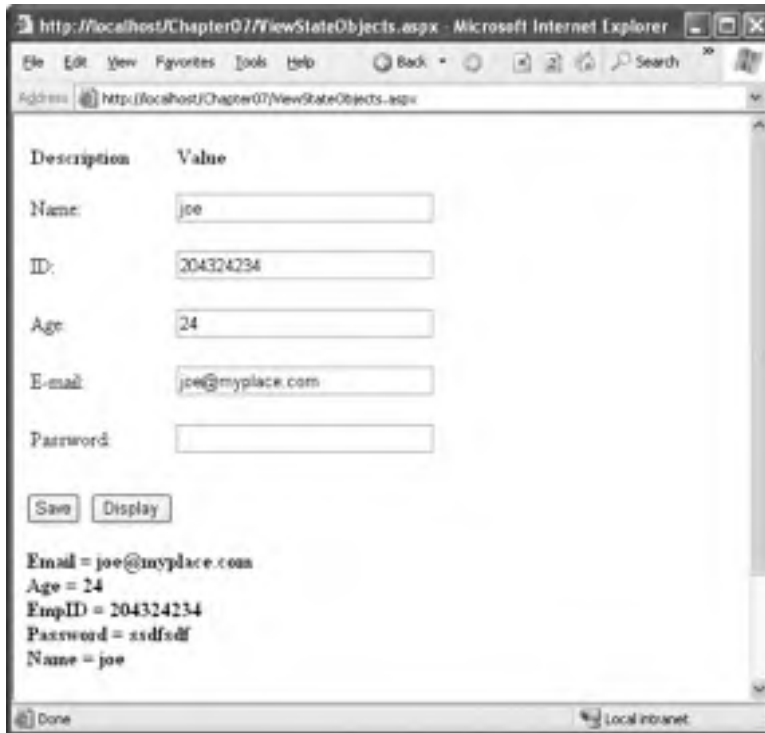 http://localhost/Chapter07/ViewStateObjects.aspx - Microsoft Internet Explorer
File Edit View Favorites Tools Help Back Search »
Address http://localhost/Chapter07/ViewStateObjects.aspx
Description Value
Name: joe
ID: 204324234
Age: 24
E-mail: joe@myplace.com
Password:
Save Display
Email = joe@myplace.com
Age = 24
EmpID = 204324234
Password = ssdfsdf
Name = joe
Done Local intranet